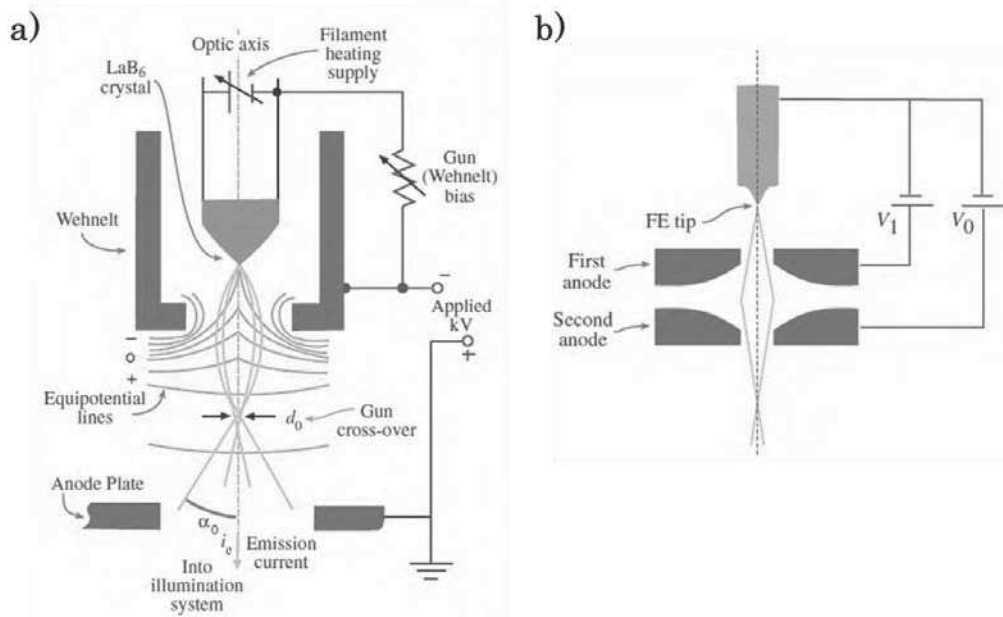 a)
Optic axis
Filament
heating
supply
LaB₆
crystal
Gun
(Wehnelt)
bias
Wehnelt
−
Applied
kV
+
−
o
+
Equipotential
lines
d₀
Gun
cross-over
Anode Plate
α₀
iₑ
Emission
current
Into
illumination
system
b)
FE tip
V₁
V₀
First
anode
Second
anode